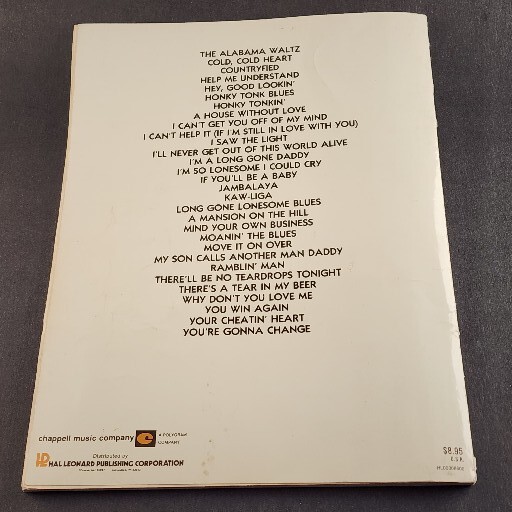 THE ALABAMA WALTZ
COLD, COLD HEART
COUNTRYFIED
HELP ME UNDERSTAND
HEY, GOOD LOOKIN'
HONKY TONK BLUES
HONKY TONKIN'
A HOUSE WITHOUT LOVE
I CAN'T GET YOU OFF OF MY MIND
I CAN'T HELP IT (IF I'M STILL IN LOVE WITH YOU)
I SAW THE LIGHT
I'LL NEVER GET OUT OF THIS WORLD ALIVE
I'M A LONG GONE DADDY
I'M SO LONESOME I COULD CRY
IF YOU'LL BE A BABY
JAMBALAYA
KAW-LIGA
LONG GONE LONESOME BLUES
A MANSION ON THE HILL
MIND YOUR OWN BUSINESS
MOANIN' THE BLUES
MOVE IT ON OVER
MY SON CALLS ANOTHER MAN DADDY
RAMBLIN' MAN
THERE'LL BE NO TEARDROPS TONIGHT
THERE'S A TEAR IN MY BEER
WHY DON'T YOU LOVE ME
YOU WIN AGAIN
YOUR CHEATIN' HEART
YOU'RE GONNA CHANGE
chappell music company
A POLYGRAM
COMPANY
Distributed by
HAL LEONARD PUBLISHING CORPORATION
$8.95